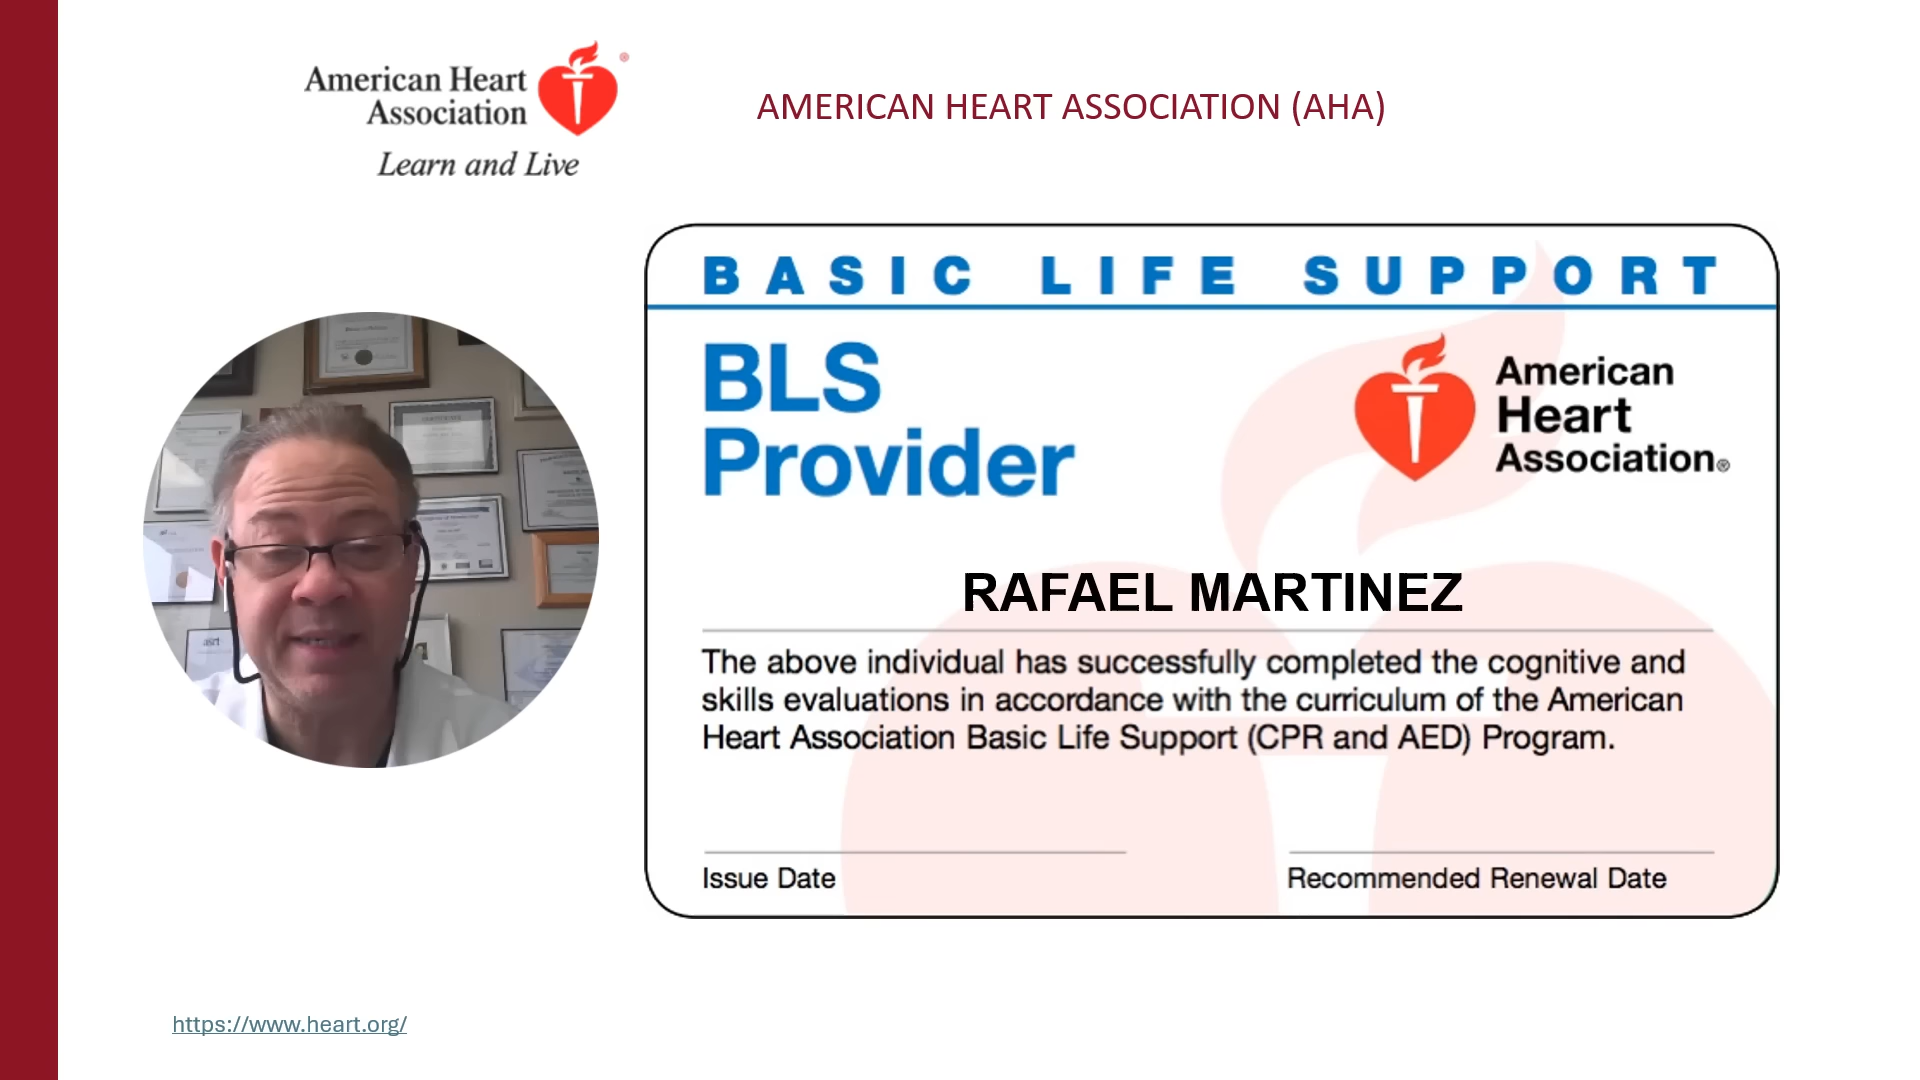 American Heart
Association
®
Learn and Live
AMERICAN HEART ASSOCIATION (AHA)
BASIC LIFE SUPPORT
BLS
Provider
American
Heart
Association®
RAFAEL MARTINEZ
The above individual has successfully completed the cognitive and
skills evaluations in accordance with the curriculum of the American
Heart Association Basic Life Support (CPR and AED) Program.
Issue Date
Recommended Renewal Date
https://www.heart.org/